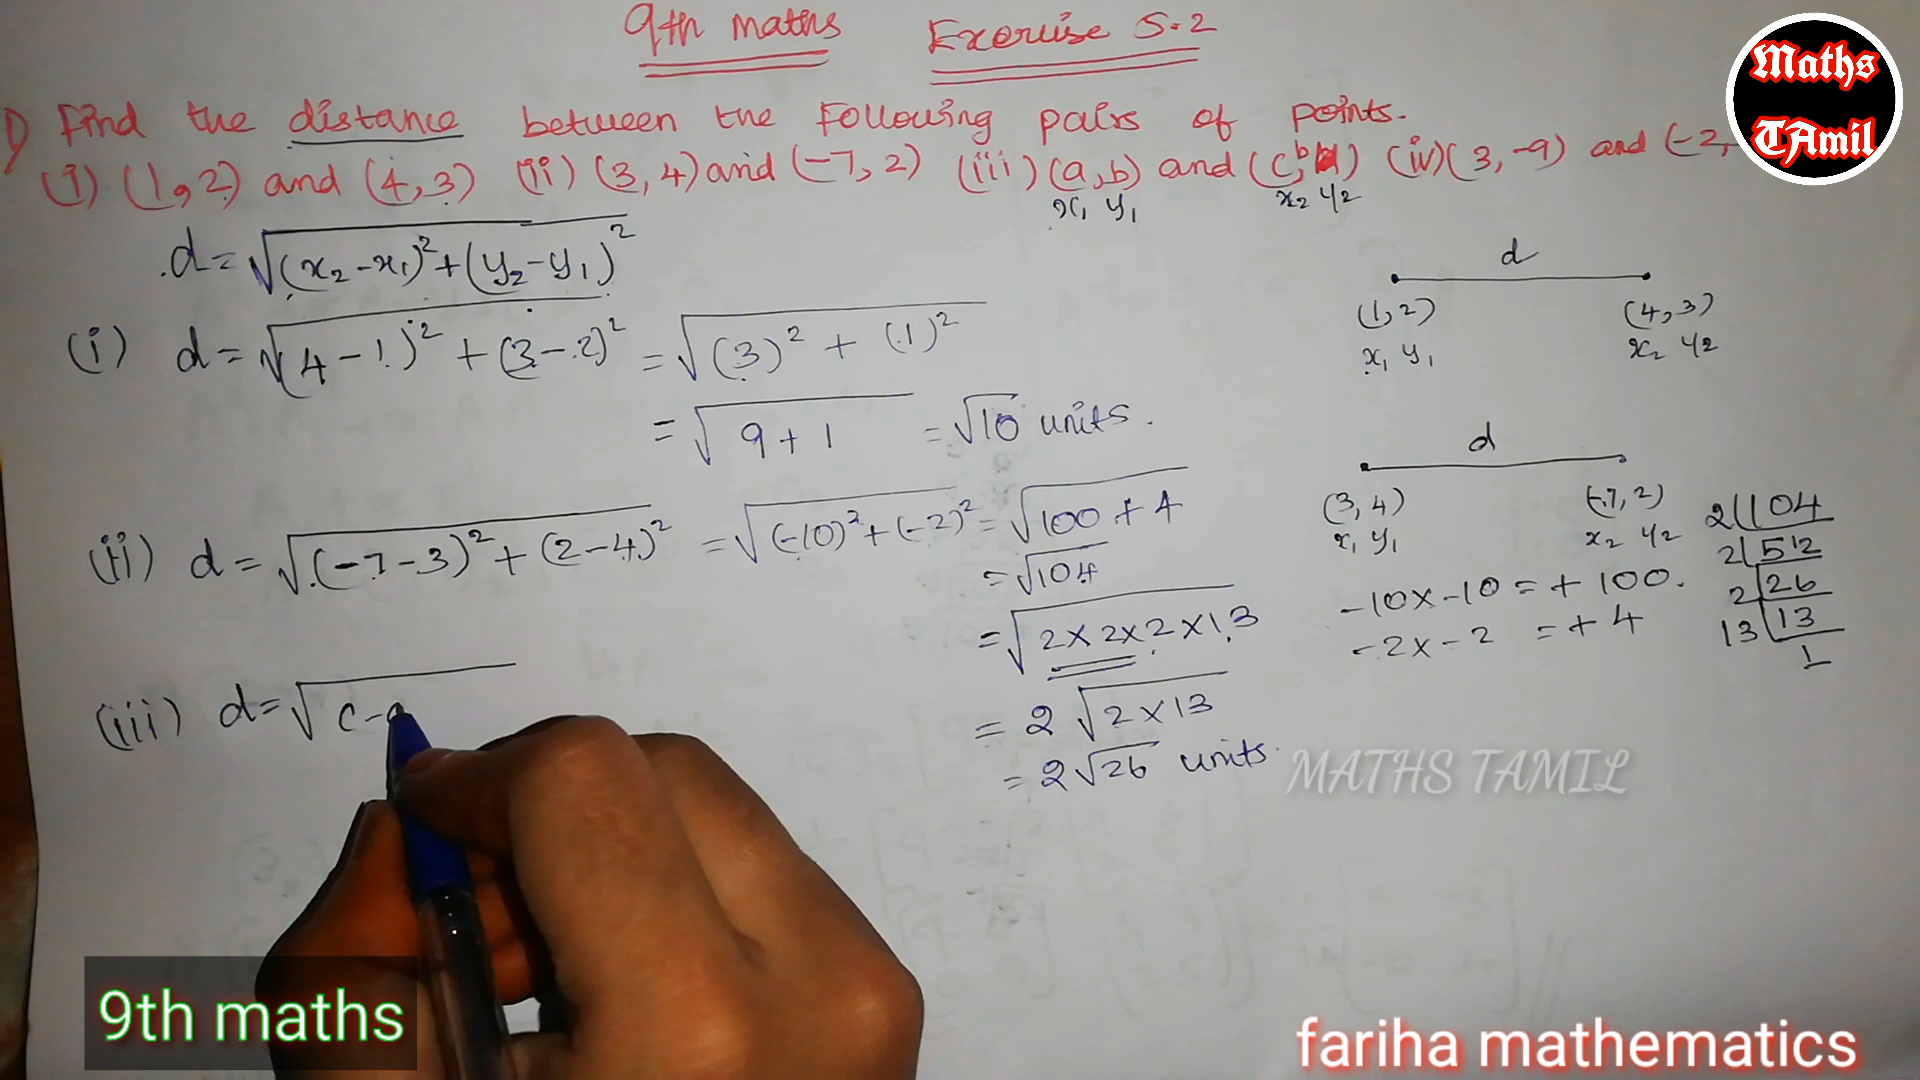 9th maths Exercise 5.2
Maths TAmil
1) Find the distance between the following pairs of points.
(i) (1,2) and (4,3) (ii) (3,4) and (-7,2) (iii) (a,b) and (c,b) (iv) (3,-9) and (-2,
x₁ y₁ x₂ y₂
d = √(x₂-x₁)²+(y₂-y₁)²
d
(1,2) (4,3)
x₁ y₁ x₂ y₂
(i) d = √(4-1)² + (3-2)² = √(3)² + (1)²
= √9+1 = √10 units.
d
(3,4) (-7,2)
x₁ y₁ x₂ y₂
(ii) d = √(-7-3)² + (2-4)² = √(-10)²+(-2)² = √100+4
= √104
= √2×2×2×13
= 2 √2×13
= 2√26 units.
-10×-10 = +100.
-2×-2 = +4
2|104
2|52
2|26
13|13
1
(iii) d = √c-a
MATHS TAMIL
9th maths
fariha mathematics